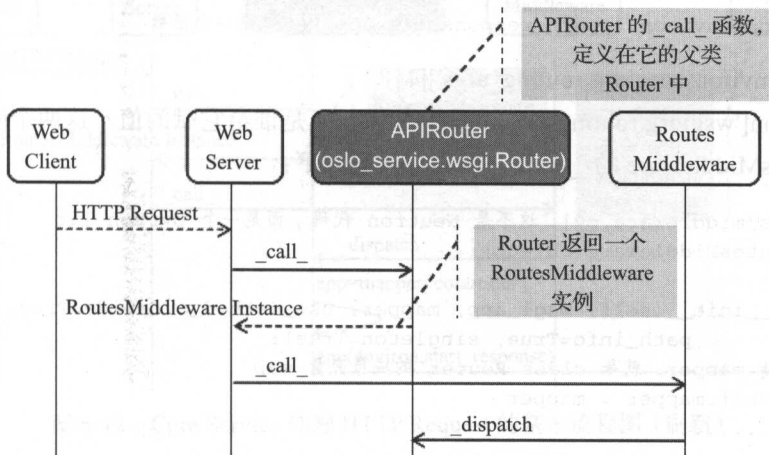 APIRouter 的 _call_ 函数，
定义在它的父类
Router 中
Web
Client
Web
Server
APIRouter
(oslo_service.wsgi.Router)
Routes
Middleware
HTTP Request
_call_
Router 返回一个
RoutesMiddleware
实例
RoutesMiddleware Instance
_call_
_dispatch